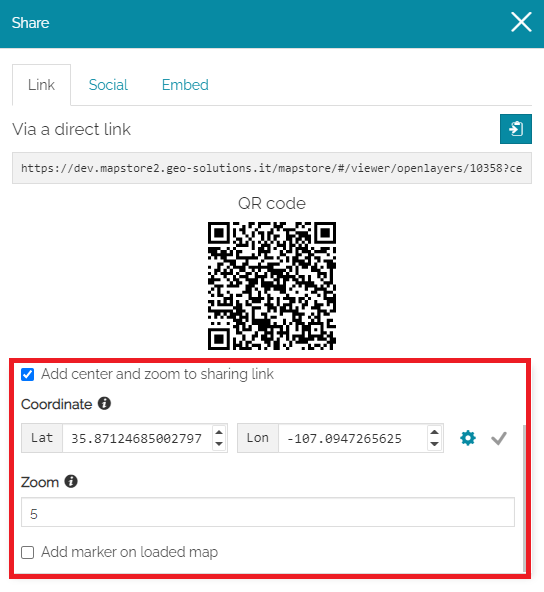 Share
Link Social Embed
Via a direct link
https://dev.mapstore2.geo-solutions.it/mapstore/#/viewer/openlayers/10358?ce
QR code
Add center and zoom to sharing link
Coordinate
Lat 35.87124685002797 Lon -107.0947265625
Zoom
5
Add marker on loaded map